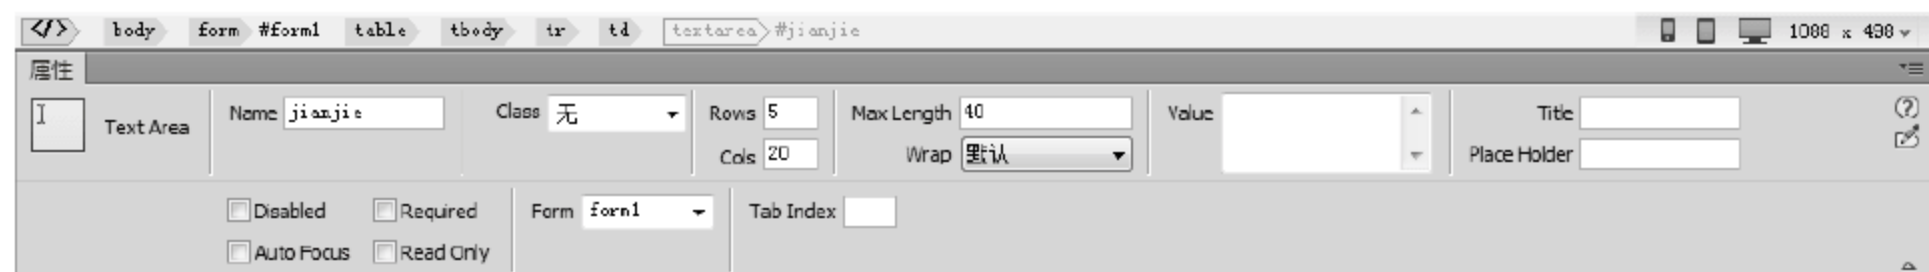 </> body form #form1 table tbody tr td textarea #jianjie 1088 x 498
属性
Text Area Name jianjie Class 无 Rows 5 Max Length 40 Value Title
Cols 20 Wrap 默认 Place Holder
Disabled Required Form form1 Tab Index
Auto Focus Read Only